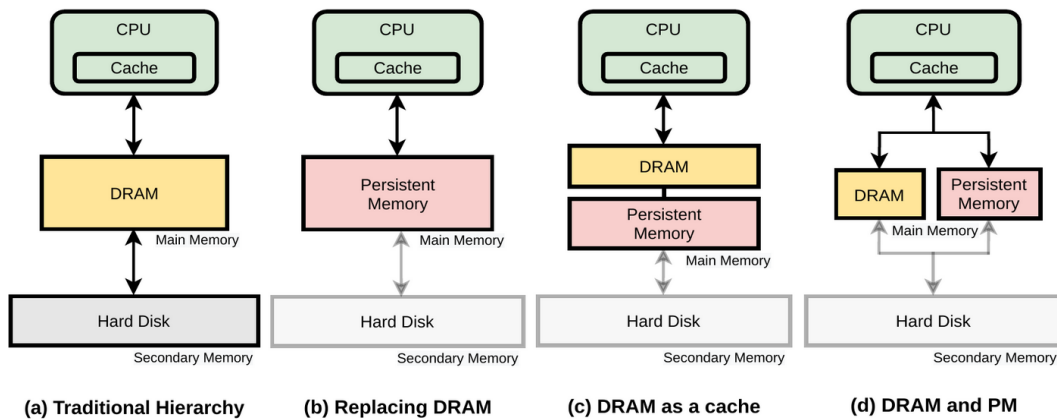 CPU
Cache
DRAM
Main Memory
Hard Disk
Secondary Memory
(a) Traditional Hierarchy
CPU
Cache
Persistent
Memory
Main Memory
Hard Disk
Secondary Memory
(b) Replacing DRAM
CPU
Cache
DRAM
Persistent
Memory
Main Memory
Hard Disk
Secondary Memory
(c) DRAM as a cache
CPU
Cache
DRAM
Persistent
Memory
Main Memory
Hard Disk
Secondary Memory
(d) DRAM and PM